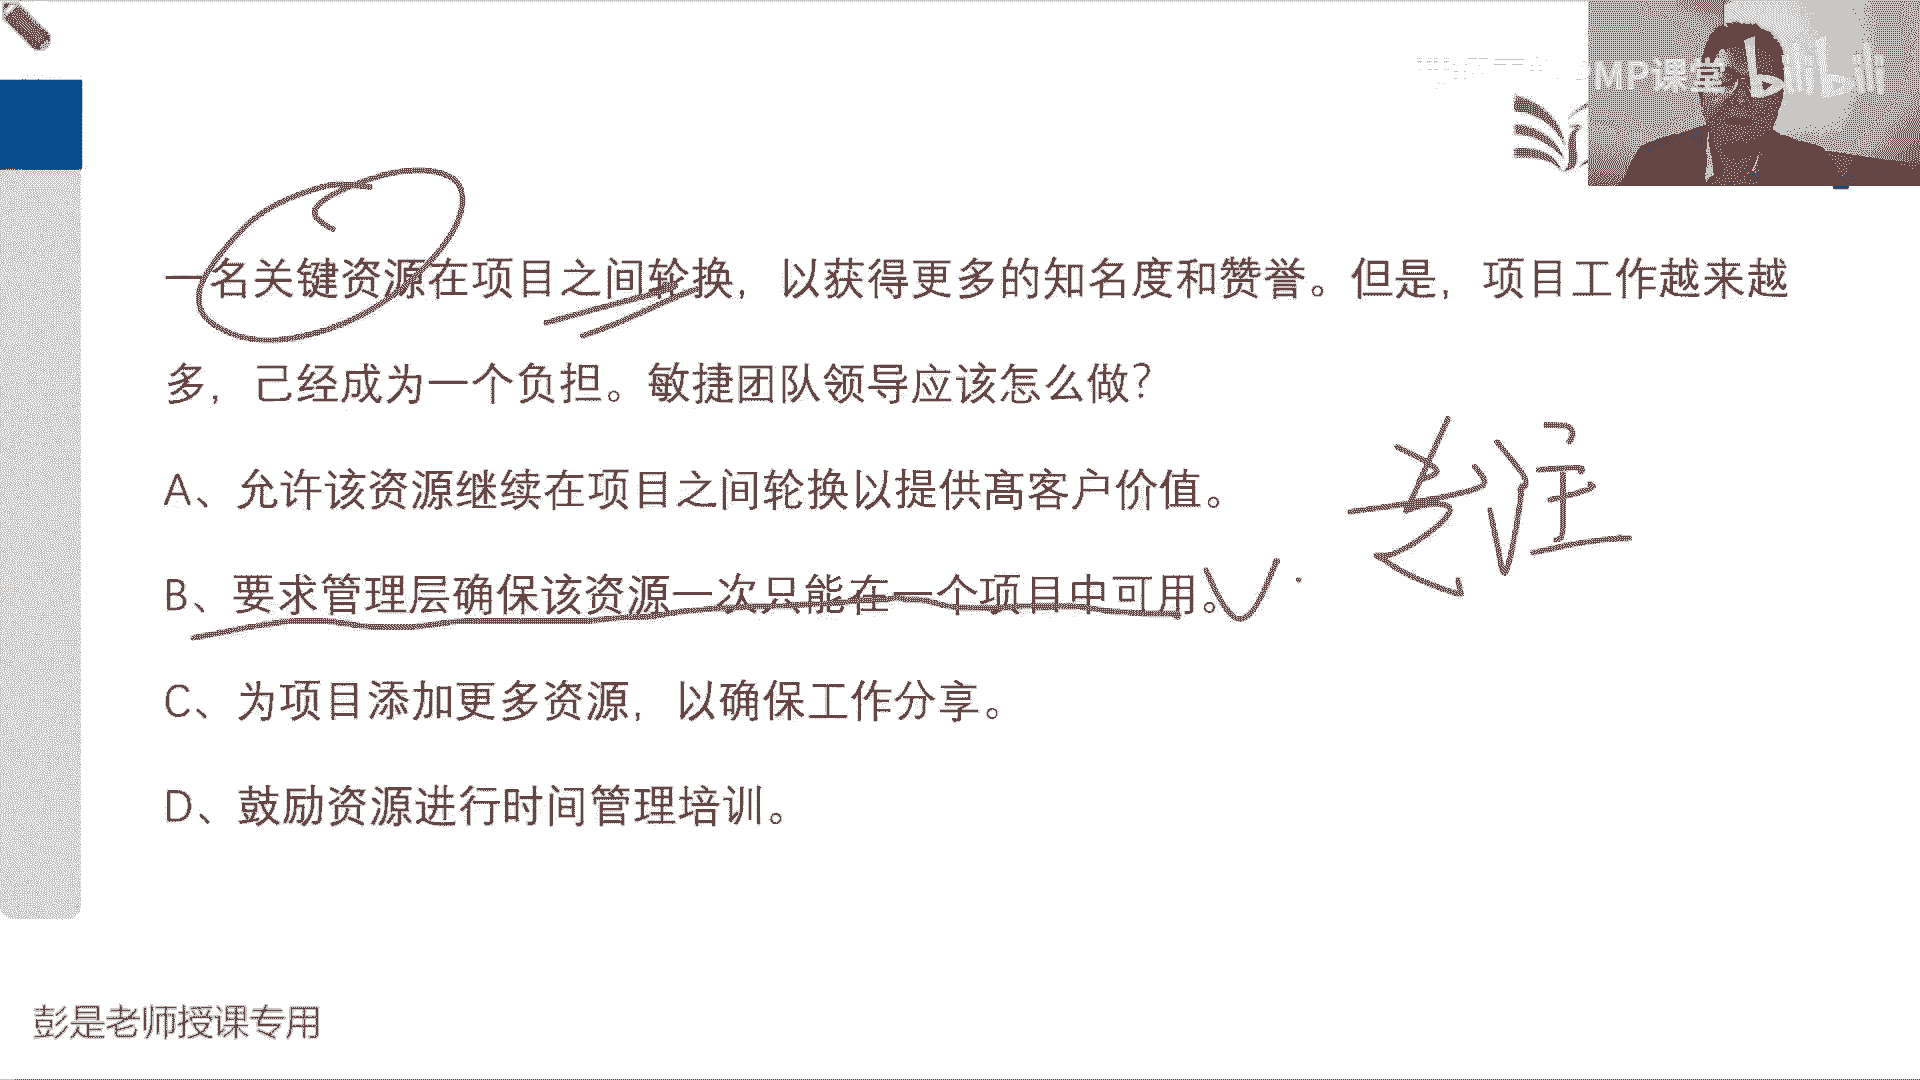 MP课堂 bilibili
一名关键资源在项目之间轮换，以获得更多的知名度和赞誉。但是，项目工作越来越
多，己经成为一个负担。敏捷团队领导应该怎么做?
A、允许该资源继续在项目之间轮换以提供髙客户价值。
专注
B、要求管理层确保该资源一次只能在一个项目中可用。
C、为项目添加更多资源，以确保工作分享。
D、鼓励资源进行时间管理培训。
彭是老师授课专用